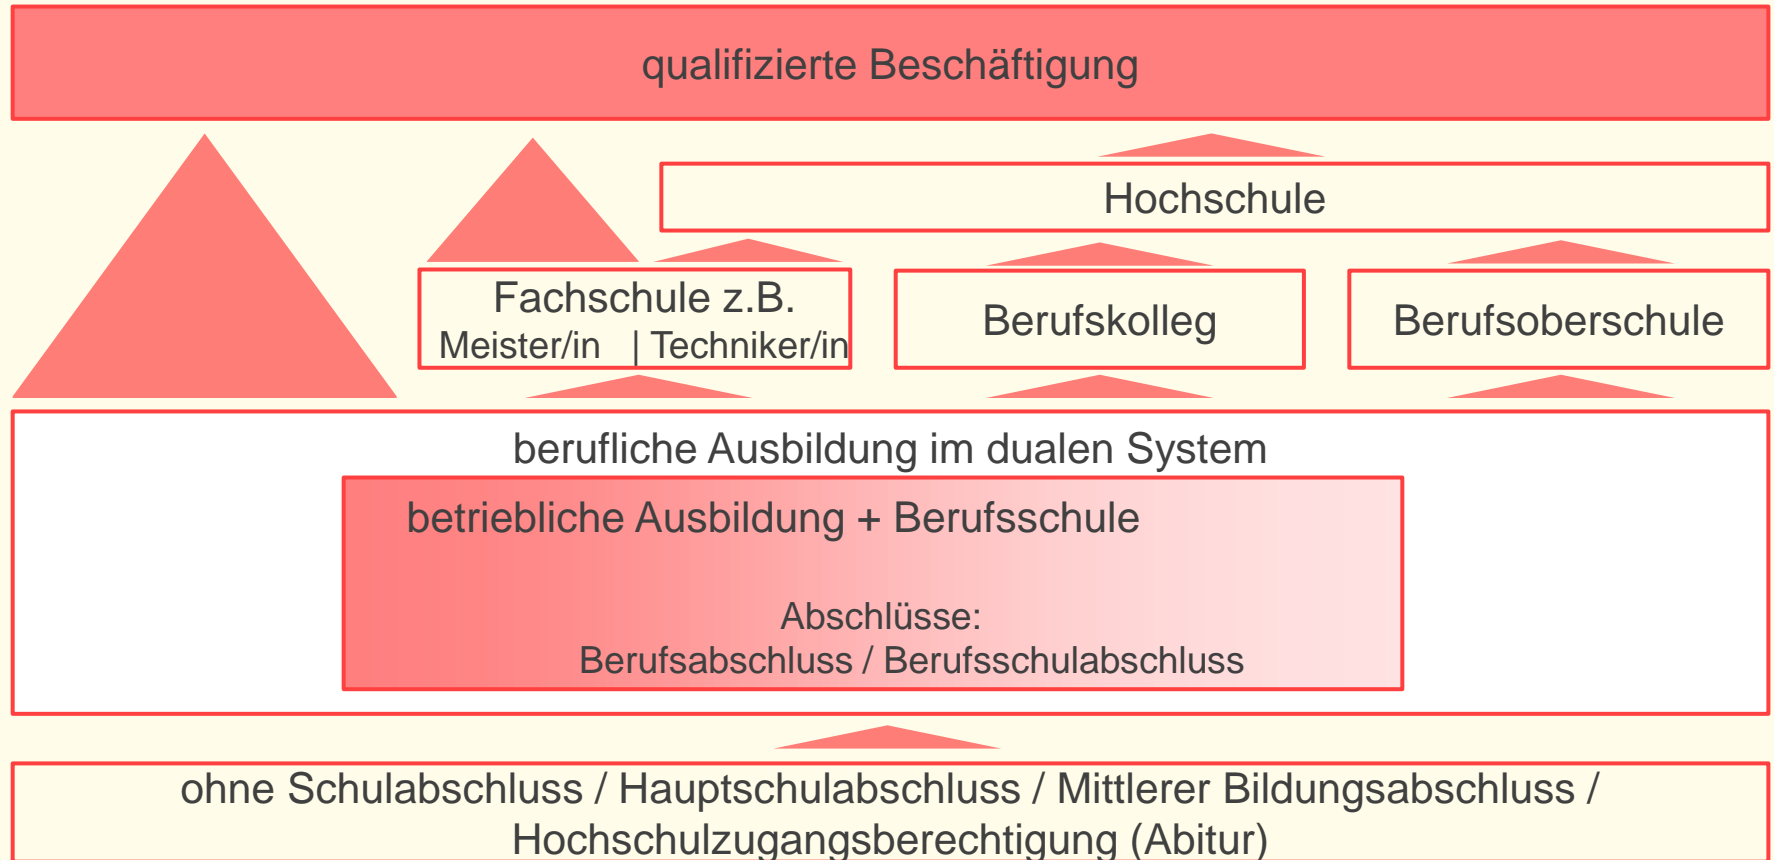 qualifizierte Beschäftigung
Hochschule
Fachschule z.B.
Meister/in | Techniker/in
Berufskolleg
Berufsoberschule
berufliche Ausbildung im dualen System
betriebliche Ausbildung + Berufsschule
Abschlüsse:
Berufsabschluss / Berufsschulabschluss
ohne Schulabschluss / Hauptschulabschluss / Mittlerer Bildungsabschluss /
Hochschulzugangsberechtigung (Abitur)